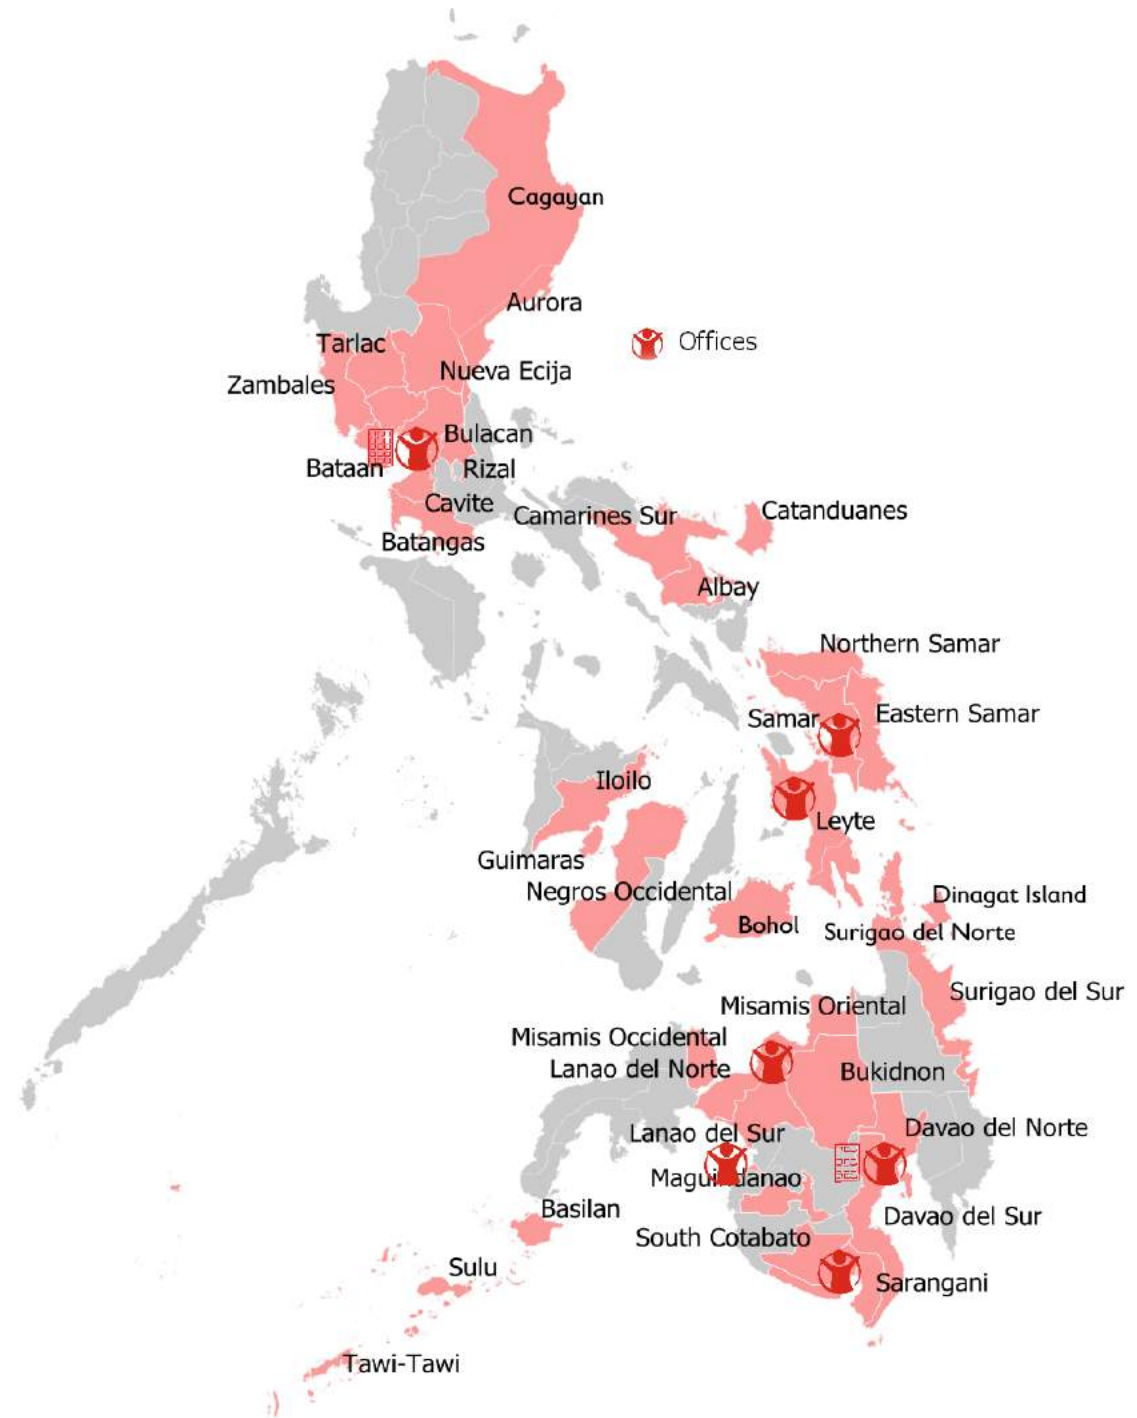 Cagayan
Aurora
Offices
Tarlac
Nueva Ecija
Zambales
Bulacan
Bataan
Rizal
Cavite
Catanduanes
Camarines Sur
Batangas
Albay
Northern Samar
Samar
Eastern Samar
Iloilo
Leyte
Guimaras
Negros Occidental
Dinagat Island
Bohol
Surigao del Norte
Surigao del Sur
Misamis Oriental
Misamis Occidental
Lanao del Norte
Bukidnon
Davao del Norte
Lanao del Sur
Maguindanao
Basilan
Davao del Sur
South Cotabato
Sulu
Sarangani
Tawi-Tawi